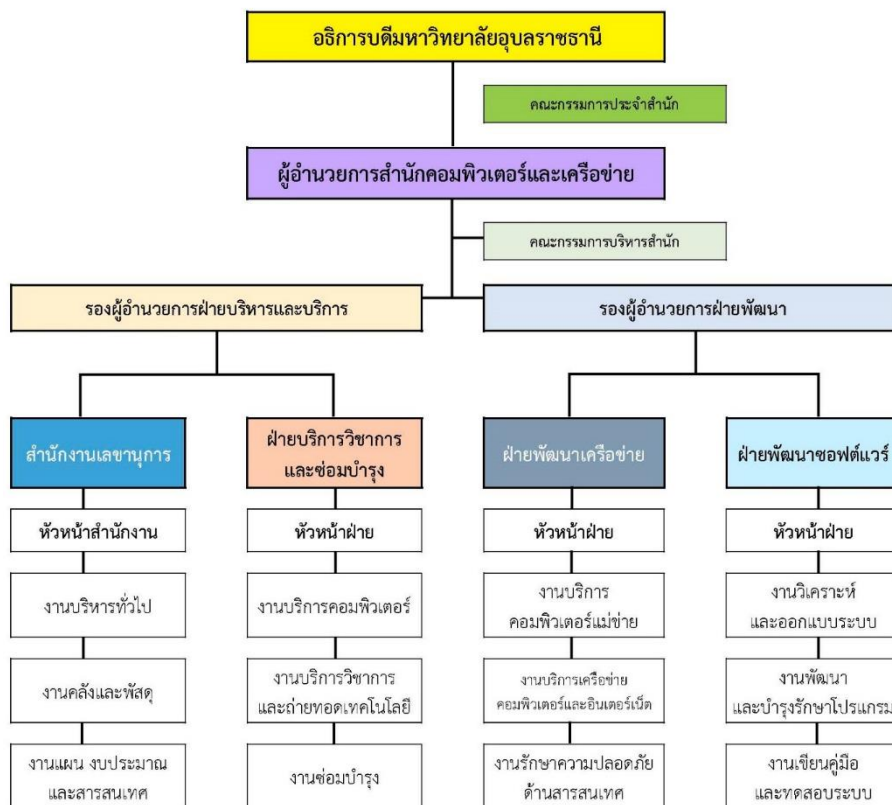 อธิการบดีมหาวิทยาลัยอุบลราชธานี
คณะกรรมการประจำสำนัก
ผู้อำนวยการสำนักคอมพิวเตอร์และเครือข่าย
คณะกรรมการบริหารสำนัก
รองผู้อำนวยการฝ่ายบริหารและบริการ
รองผู้อำนวยการฝ่ายพัฒนา
สำนักงานเลขานุการ
ฝ่ายบริการวิชาการ
และซ่อมบำรุง
ฝ่ายพัฒนาเครือข่าย
ฝ่ายพัฒนาซอฟต์แวร์
หัวหน้าสำนักงาน
หัวหน้าฝ่าย
หัวหน้าฝ่าย
หัวหน้าฝ่าย
งานบริหารทั่วไป
งานบริการคอมพิวเตอร์
งานบริการ
คอมพิวเตอร์แม่ข่าย
งานวิเคราะห์
และออกแบบระบบ
งานคลังและพัสดุ
งานบริการวิชาการ
และถ่ายทอดเทคโนโลยี
งานบริการเครือข่าย
คอมพิวเตอร์และอินเตอร์เน็ต
งานพัฒนา
และบำรุงรักษาโปรแกรม
งานแผน งบประมาณ
และสารสนเทศ
งานซ่อมบำรุง
งานรักษาความปลอดภัย
ด้านสารสนเทศ
งานเขียนคู่มือ
และทดสอบระบบ